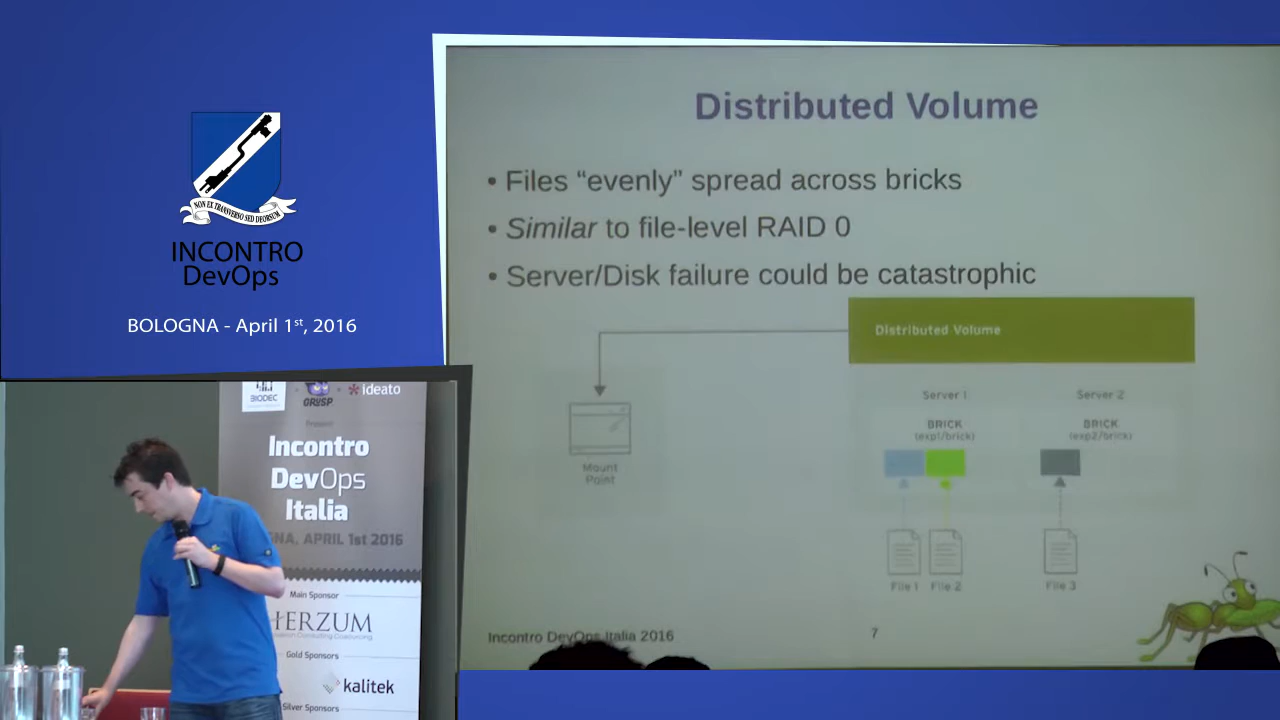 NON EX TRANSVERSO SED DEORSUM
INCONTRO
DevOps
BOLOGNA - April 1st, 2016
Distributed Volume
• Files “evenly” spread across bricks
• Similar to file-level RAID 0
• Server/Disk failure could be catastrophic
Distributed Volume
Server 1
Server 2
BRICK
(exp1/brick)
BRICK
(exp2/brick)
Mount
Point
File 1
File 2
File 3
Incontro DevOps Italia 2016
7
BIODEC
GRUSP
ideato
Present
Incontro
DevOps
Italia
GNA, APRIL 1st 2016
Main Sponsor
HERZUM
Gold Sponsors
kalitek
Silver Sponsors